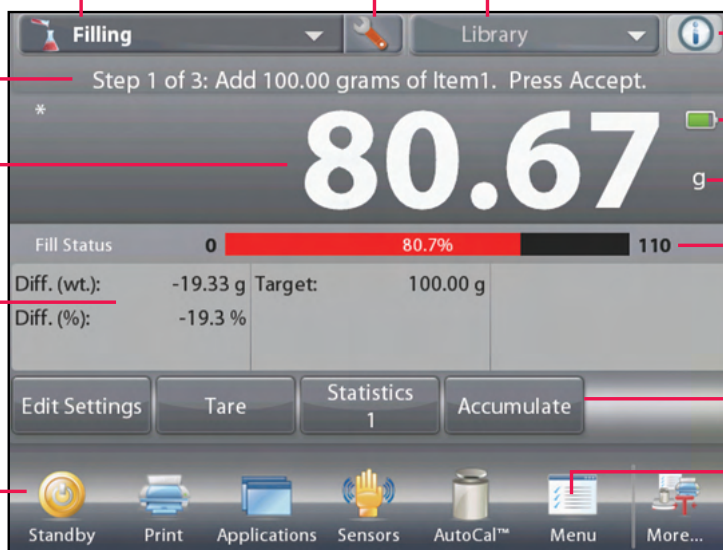 Filling
Library
Step 1 of 3: Add 100.00 grams of Item1. Press Accept.
*
80.67
g
Fill Status 0 80.7% 110
Diff. (wt.): -19.33 g Target: 100.00 g
Diff. (%): -19.3 %
Edit Settings Tare Statistics 1 Accumulate
Standby Print Applications Sensors AutoCal™ Menu More...